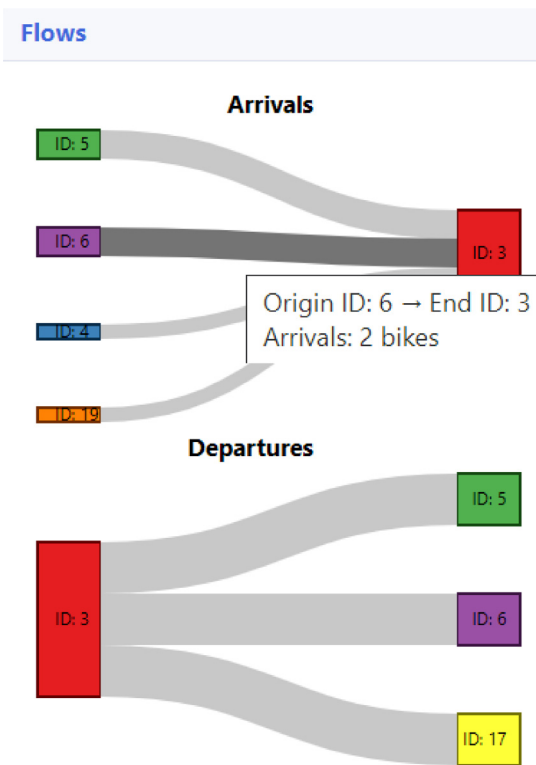 Flows
Arrivals
ID: 5
ID: 6
ID: 3
Origin ID: 6 → End ID: 3
Arrivals: 2 bikes
ID: 4
ID: 19
Departures
ID: 5
ID: 3
ID: 6
ID: 17